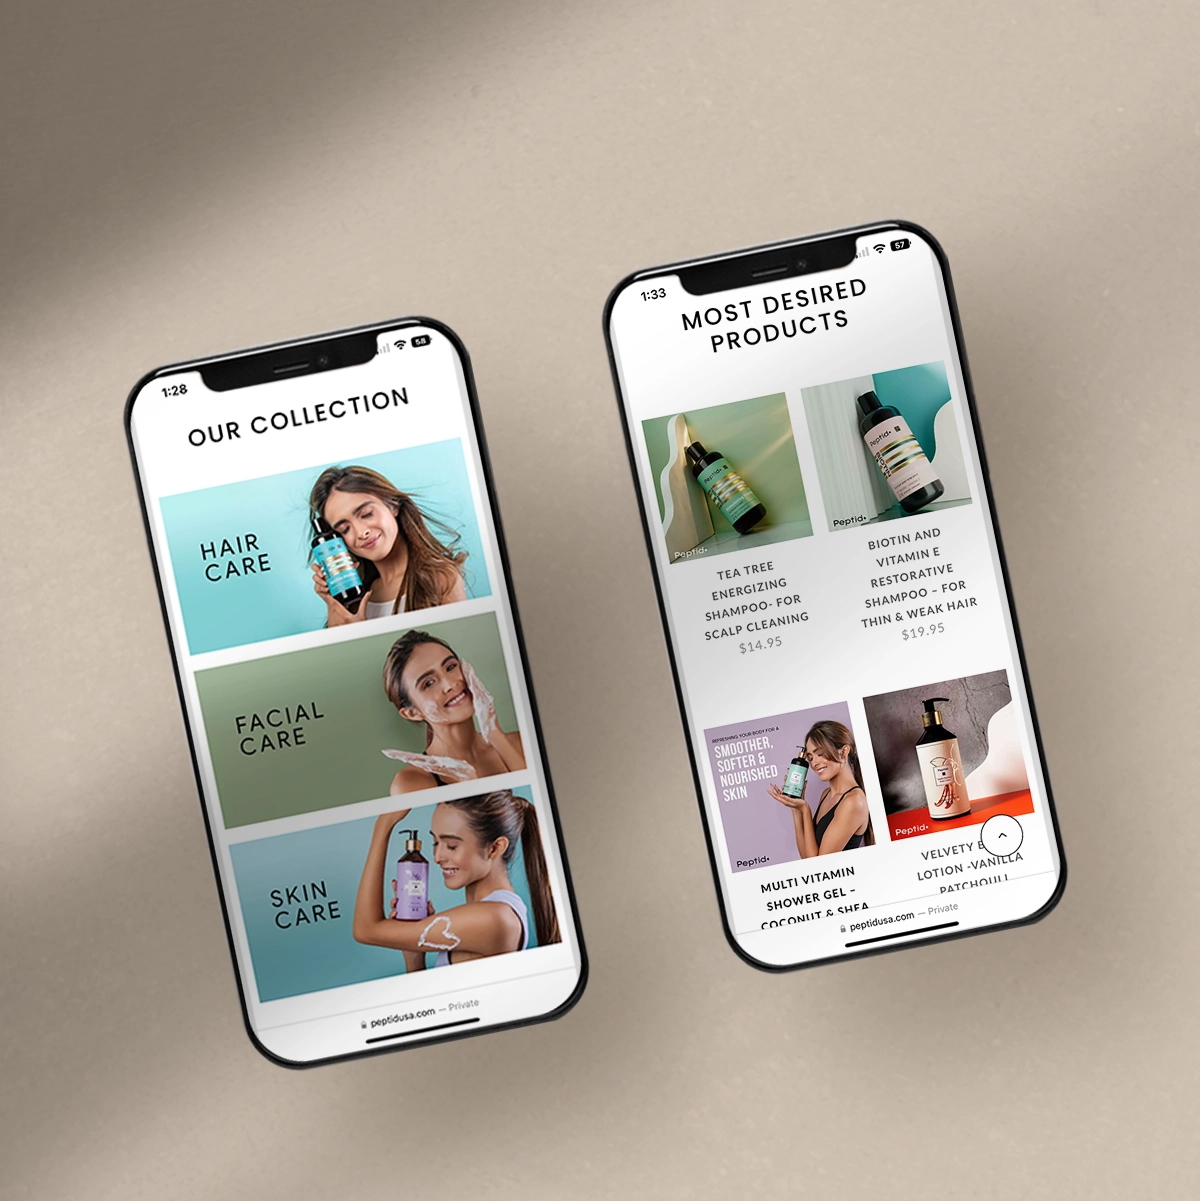 1:28
58
OUR COLLECTION
HAIR
CARE
FACIAL
CARE
SKIN
CARE
peptidusa.com — Private
1:33
57
MOST DESIRED
PRODUCTS
Peptid•
Peptid•
TEA TREE
ENERGIZING
SHAMPOO- FOR
SCALP CLEANING
$14.95
Peptid•
Peptid•
BIOTIN AND
VITAMIN E
RESTORATIVE
SHAMPOO – FOR
THIN & WEAK HAIR
$19.95
REFRESHING YOUR BODY FOR A
SMOOTHER,
SOFTER &
NOURISHED
SKIN
Peptid•
MULTI VITAMIN
SHOWER GEL –
COCONUT & SHEA
Peptid•
VELVETY
LOTION -VANILLA
PATCHOULI
peptidusa.com — Private